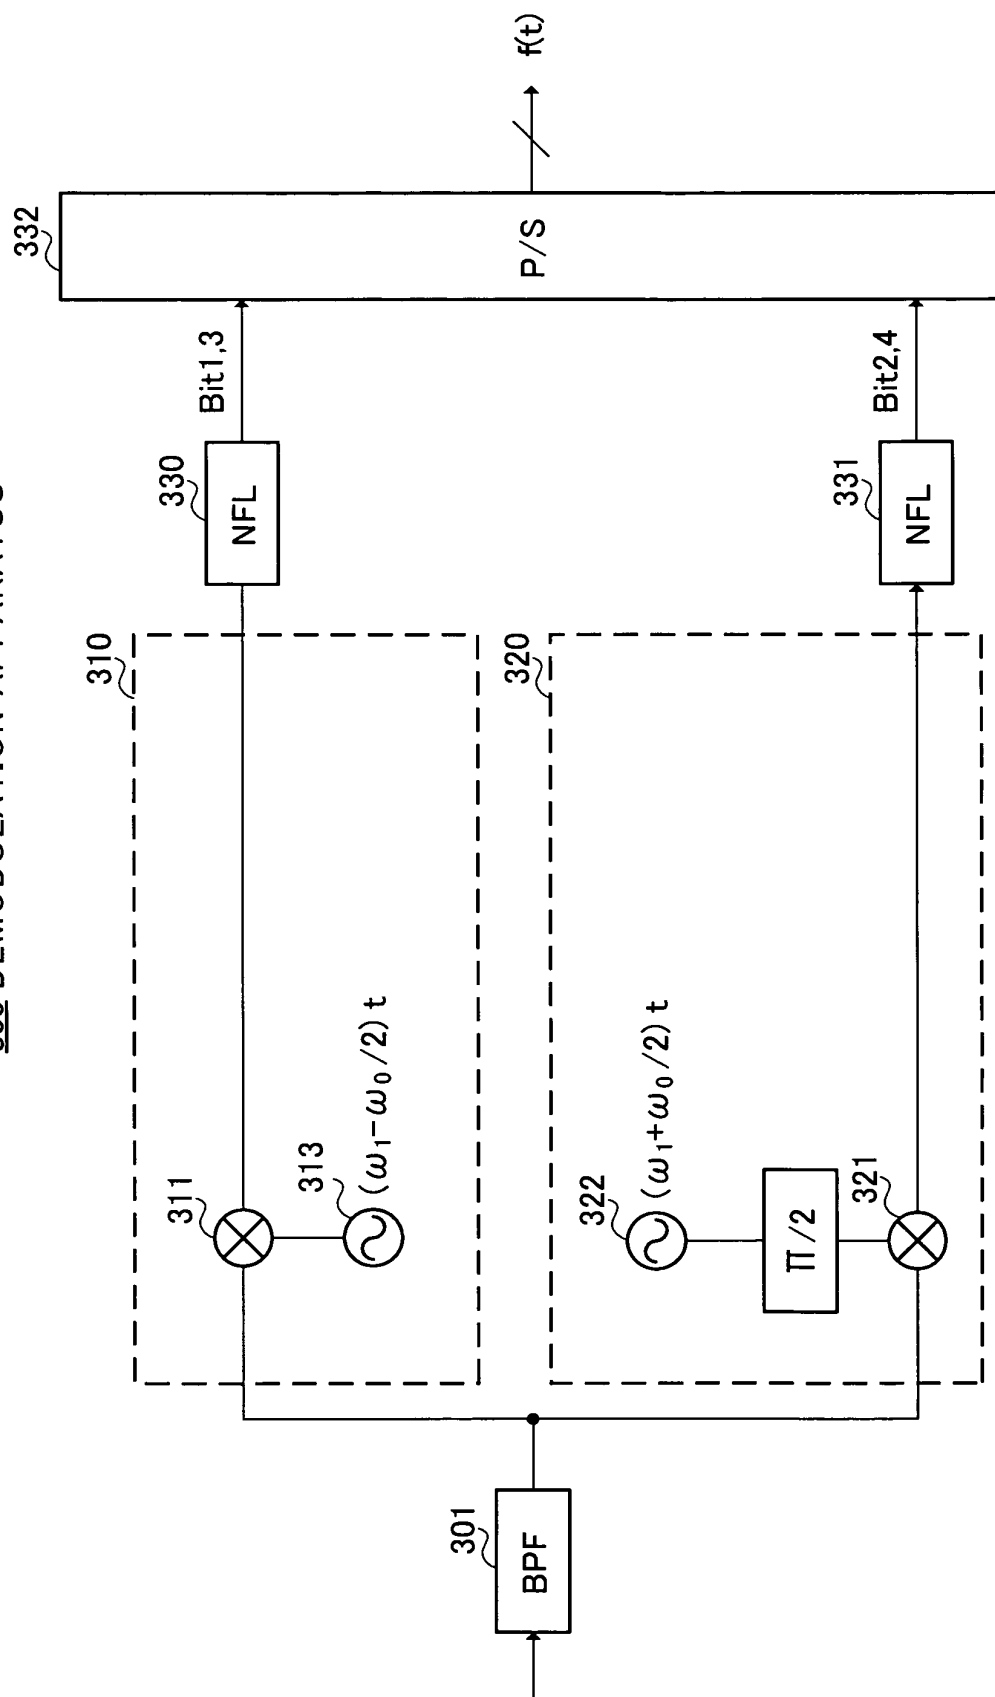 DEMODULATION APPARATUS
310
311
313
(ω₁−ω₀/2)t
330
NFL
Bit1,3
332
P/S
f(t)
301
BPF
320
322
(ω₁+ω₀/2)t
π/2
321
331
NFL
Bit2,4